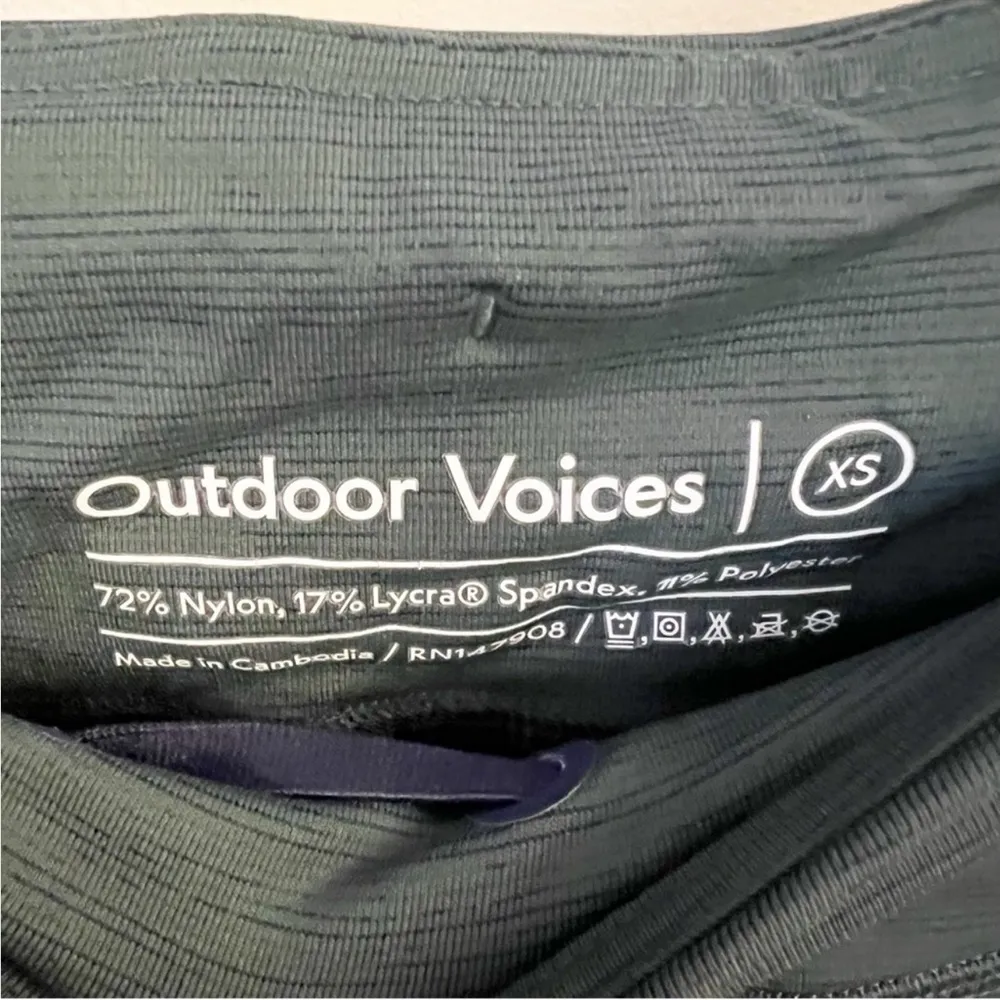 Outdoor Voices | XS
72% Nylon, 17% Lycra® Spandex, 11% Polyester
Made in Cambodia / RN147908 /